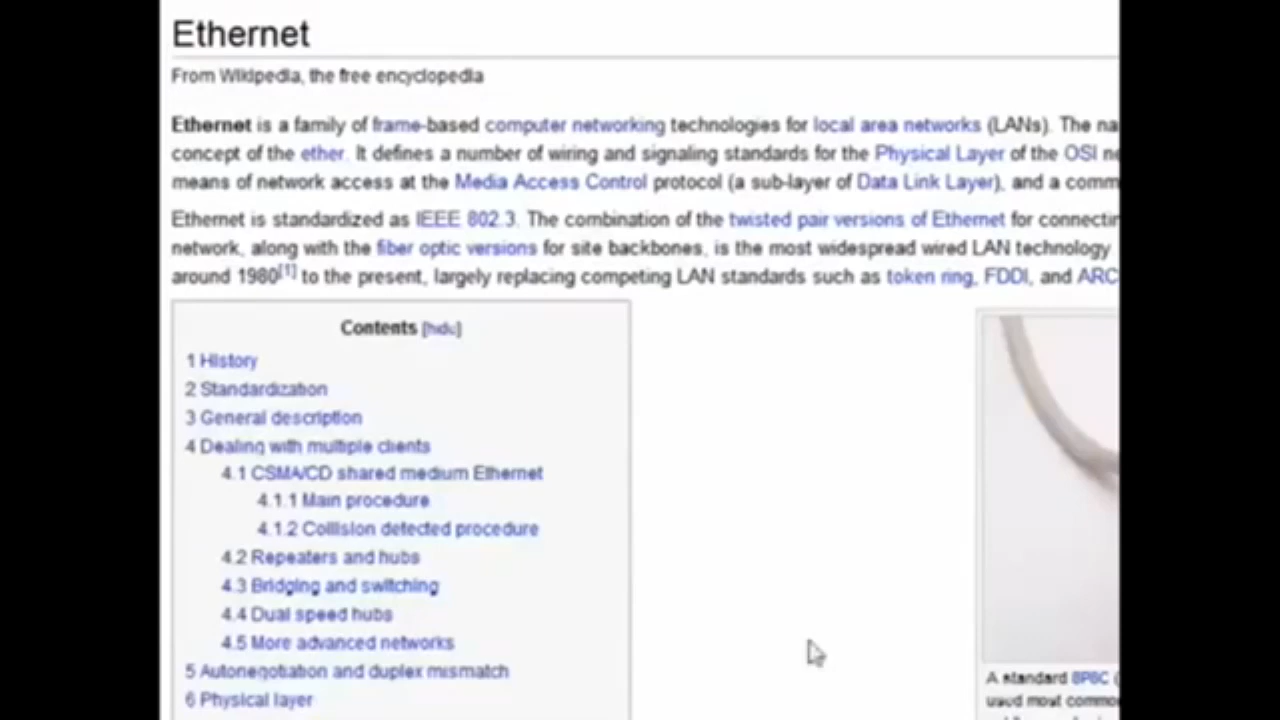 Ethernet
From Wikipedia, the free encyclopedia
Ethernet is a family of frame-based computer networking technologies for local area networks (LANs). The na
concept of the ether. It defines a number of wiring and signaling standards for the Physical Layer of the OSI ne
means of network access at the Media Access Control protocol (a sub-layer of Data Link Layer), and a comm
Ethernet is standardized as IEEE 802.3. The combination of the twisted pair versions of Ethernet for connectin
network, along with the fiber optic versions for site backbones, is the most widespread wired LAN technology
around 1980[1] to the present, largely replacing competing LAN standards such as token ring, FDDI, and ARC
Contents [hide]
1 History
2 Standardization
3 General description
4 Dealing with multiple clients
4.1 CSMA/CD shared medium Ethernet
4.1.1 Main procedure
4.1.2 Collision detected procedure
4.2 Repeaters and hubs
4.3 Bridging and switching
4.4 Dual speed hubs
4.5 More advanced networks
5 Autonegotiation and duplex mismatch
6 Physical layer
A standard 8P8C (
used most commo